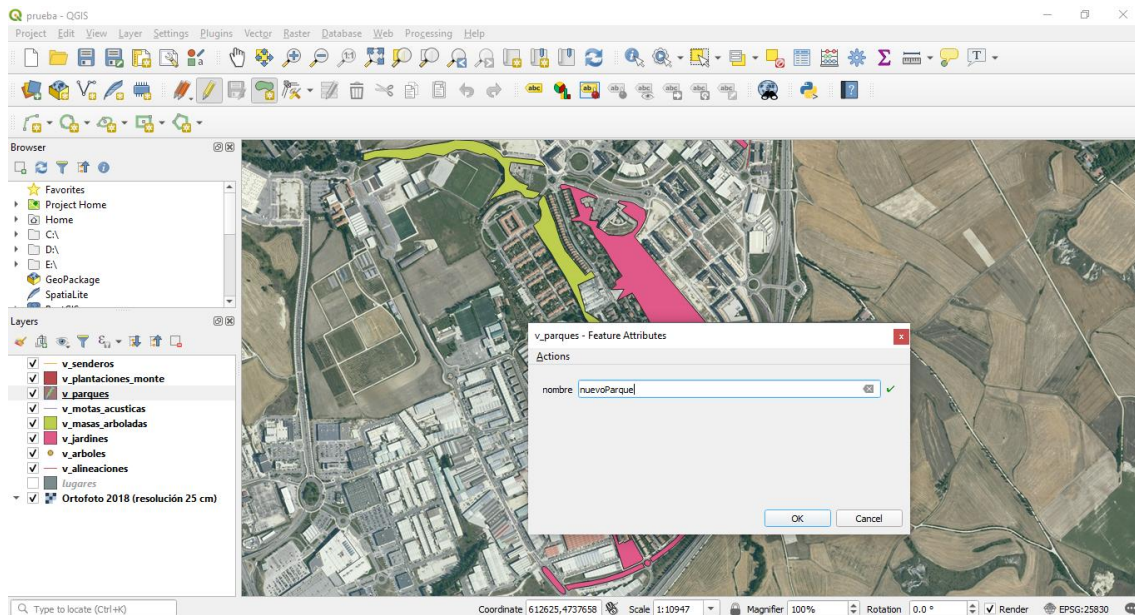 prueba - QGIS
Project Edit View Layer Settings Plugins Vector Raster Database Web Processing Help
Browser
Favorites
Project Home
Home
C:\
D:\
E:\
GeoPackage
SpatiaLite
Layers
v_senderos
v_plantaciones_monte
v_parques
v_motas_acusticas
v_masas_arboladas
v_jardines
v_arboles
v_alineaciones
lugares
Ortofoto 2018 (resolución 25 cm)
v_parques - Feature Attributes
Actions
nombre nuevoParque
OK Cancel
Type to locate (Ctrl+K) Coordinate 612625,4737658 Scale 1:10947 Magnifier 100% Rotation 0.0 ° Render EPSG:25830